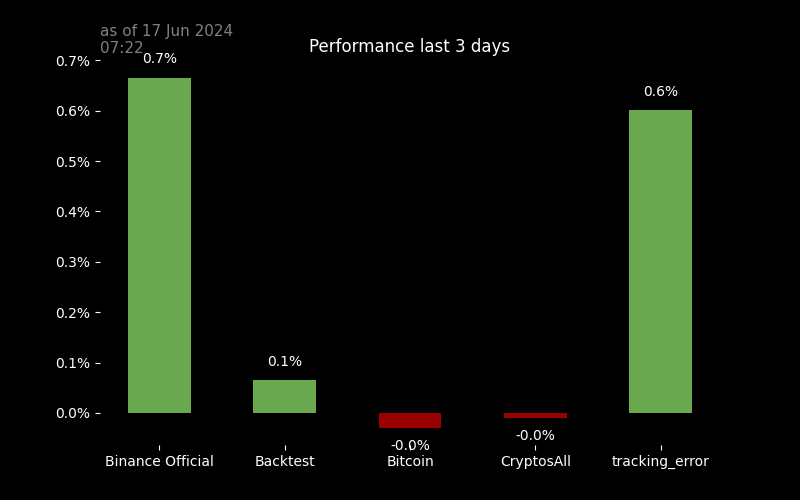 as of 17 Jun 2024
07:22
Performance last 3 days
0.7%
0.7%
0.6%
0.6%
0.5%
0.4%
0.3%
0.2%
0.1%
0.1%
0.0%
-0.0%
-0.0%
Binance Official
Backtest
Bitcoin
CryptosAll
tracking_error